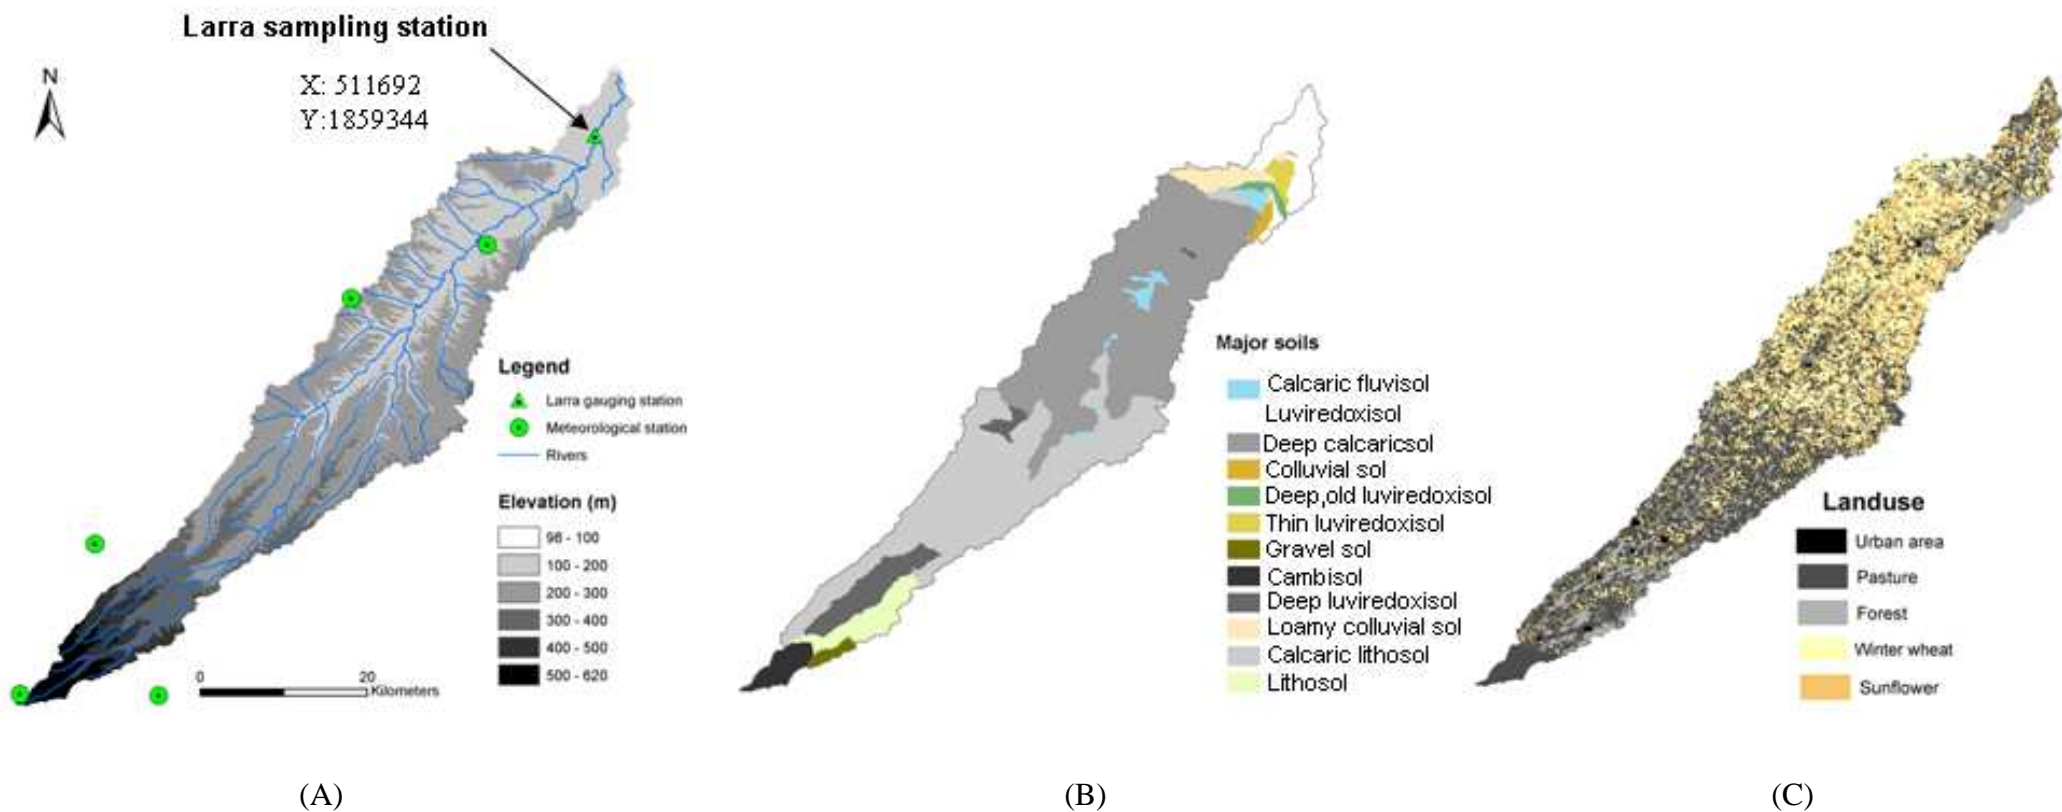 Larra sampling station
N
X: 511692
Y:1859344
Legend
Larra gauging station
Meteorological station
Rivers
Elevation (m)
98 - 100
100 - 200
200 - 300
300 - 400
400 - 500
500 - 620
0 20
Kilometers
(A)
Major soils
Calcaric fluvisol
Luviredoxisol
Deep calcaricsol
Colluvial sol
Deep,old luviredoxisol
Thin luviredoxisol
Gravel sol
Cambisol
Deep luviredoxisol
Loamy colluvial sol
Calcaric lithosol
Lithosol
(B)
Landuse
Urban area
Pasture
Forest
Winter wheat
Sunflower
(C)